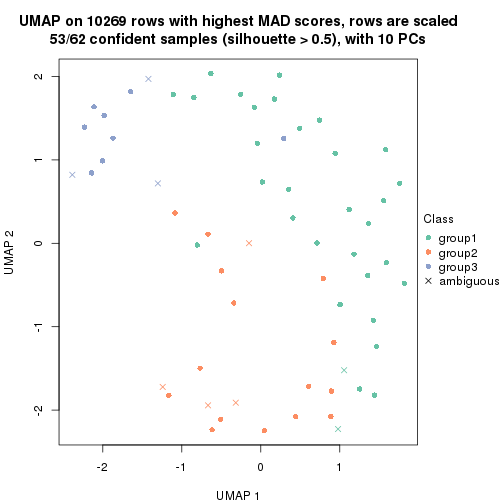 UMAP on 10269 rows with highest MAD scores, rows are scaled
53/62 confident samples (silhouette > 0.5), with 10 PCs
2
1
0
-1
-2
UMAP 2
-2
-1
0
1
UMAP 1
Class
group1
group2
group3
ambiguous